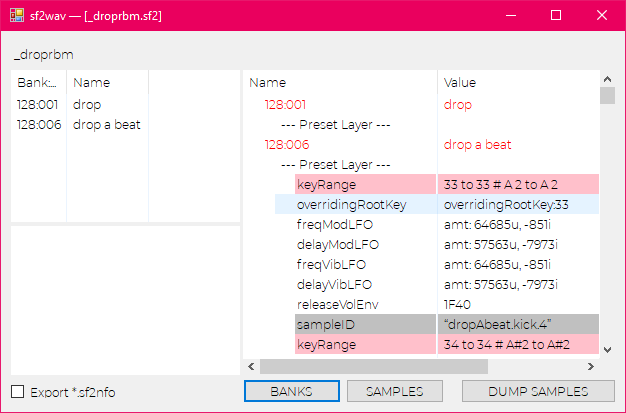 sf2wav — [_droprbm.sf2]
_droprbm
Bank:... Name
128:001 drop
128:006 drop a beat
Name Value
128:001 drop
--- Preset Layer ---
128:006 drop a beat
--- Preset Layer ---
keyRange 33 to 33 # A 2 to A 2
overridingRootKey overridingRootKey:33
freqModLFO amt: 64685u, -851i
delayModLFO amt: 57563u, -7973i
freqVibLFO amt: 64685u, -851i
delayVibLFO amt: 57563u, -7973i
releaseVolEnv 1F40
sampleID “dropAbeat.kick.4”
keyRange 34 to 34 # A#2 to A#2
Export *.sf2nfo
BANKS SAMPLES DUMP SAMPLES